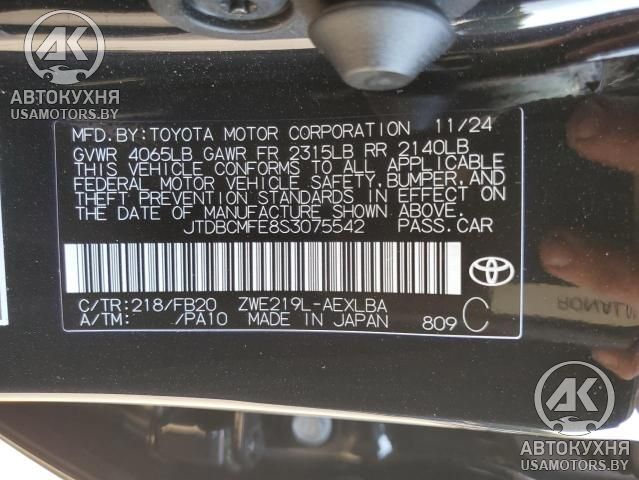 AK
АВТОКУХНЯ
USAMOTORS.BY
MFD.BY:TOYOTA MOTOR CORPORATION 11/24
GVWR 4065LB GAWR FR 2315LB RR 2140LB
THIS VEHICLE CONFORMS TO ALL APPLICABLE
FEDERAL MOTOR VEHICLE SAFETY,BUMPER,AND
THEFT PREVENTION STANDARDS IN EFFECT ON
THE DATE OF MANUFACTURE SHOWN ABOVE.
JTDBCMFE8S3075542 PASS.CAR
C/TR:218/FB20 ZWE219L-AEXLBA
A/TM: /PA10 MADE IN JAPAN 809 C
AK
АВТОКУХНЯ
USAMOTORS.BY